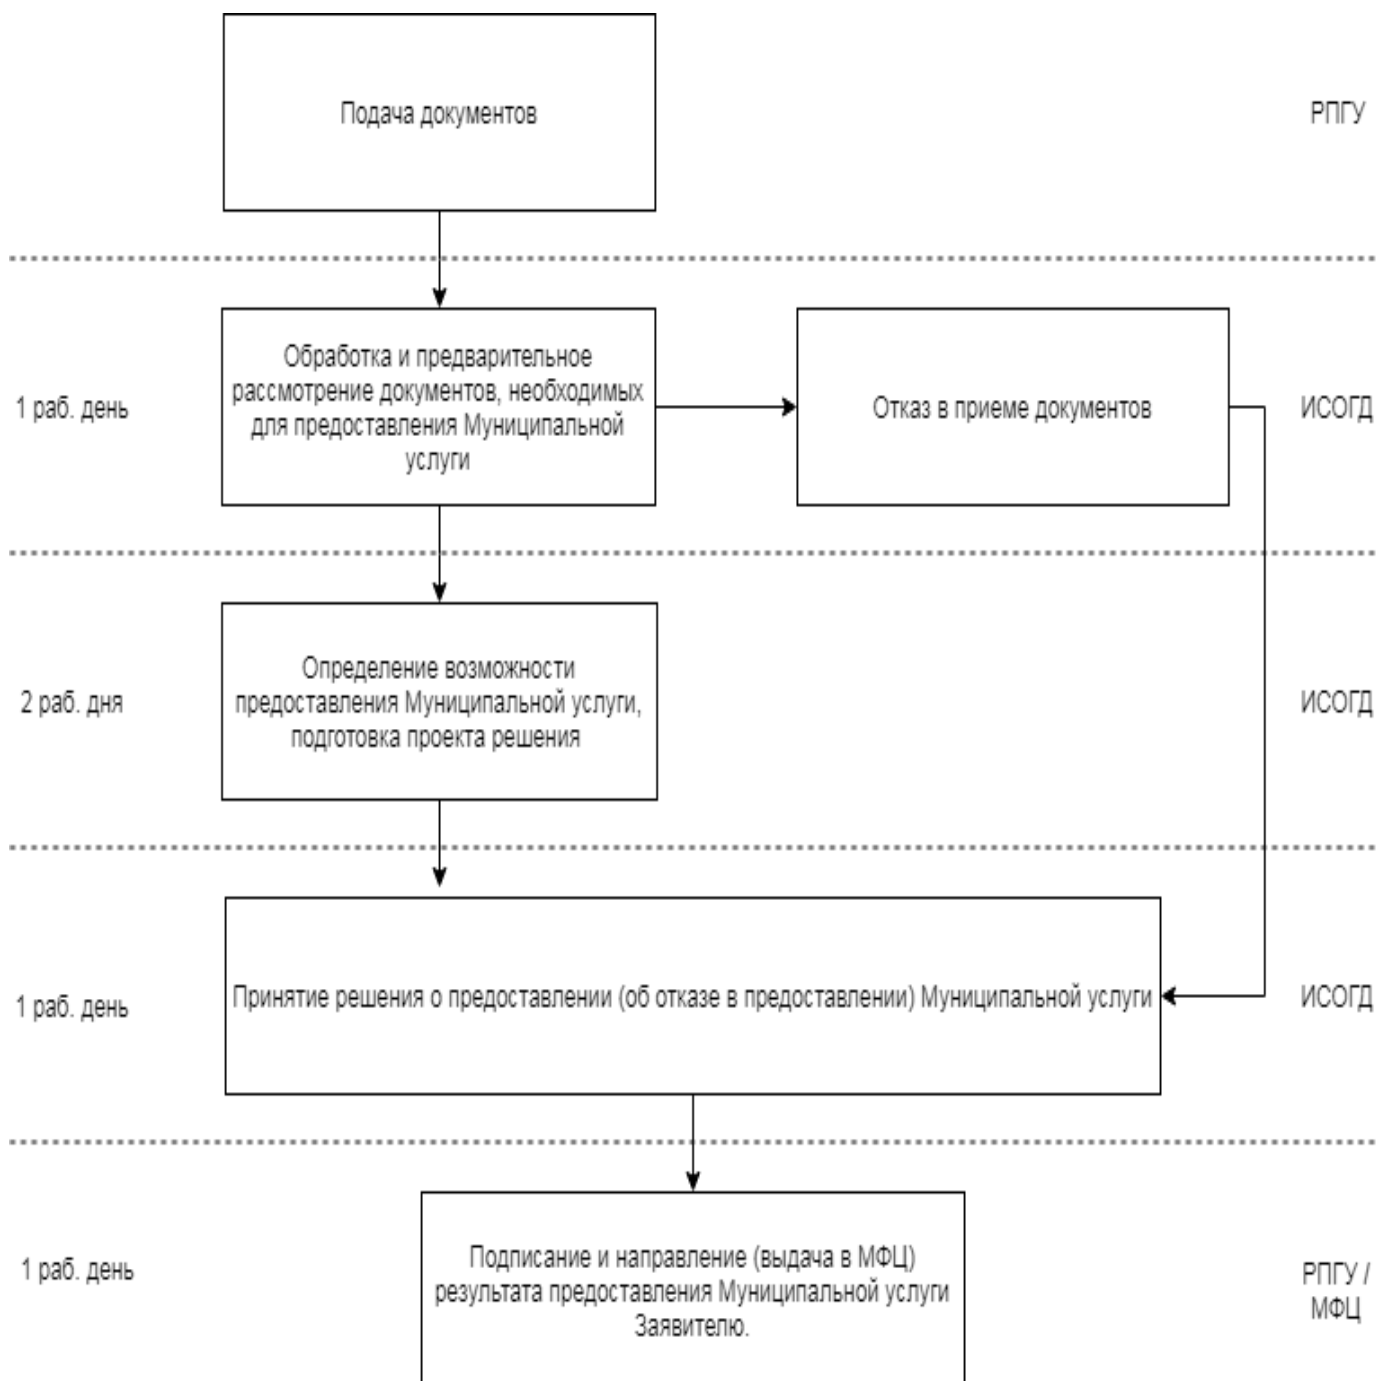 Подача документов
РПГУ
1 раб. день
Обработка и предварительное
рассмотрение документов, необходимых
для предоставления Муниципальной
услуги
Отказ в приеме документов
ИСОГД
2 раб. дня
Определение возможности
предоставления Муниципальной услуги,
подготовка проекта решения
ИСОГД
1 раб. день
Принятие решения о предоставлении (об отказе в предоставлении) Муниципальной услуги
ИСОГД
1 раб. день
Подписание и направление (выдача в МФЦ)
результата предоставления Муниципальной услуги
Заявителю.
РПГУ /
МФЦ